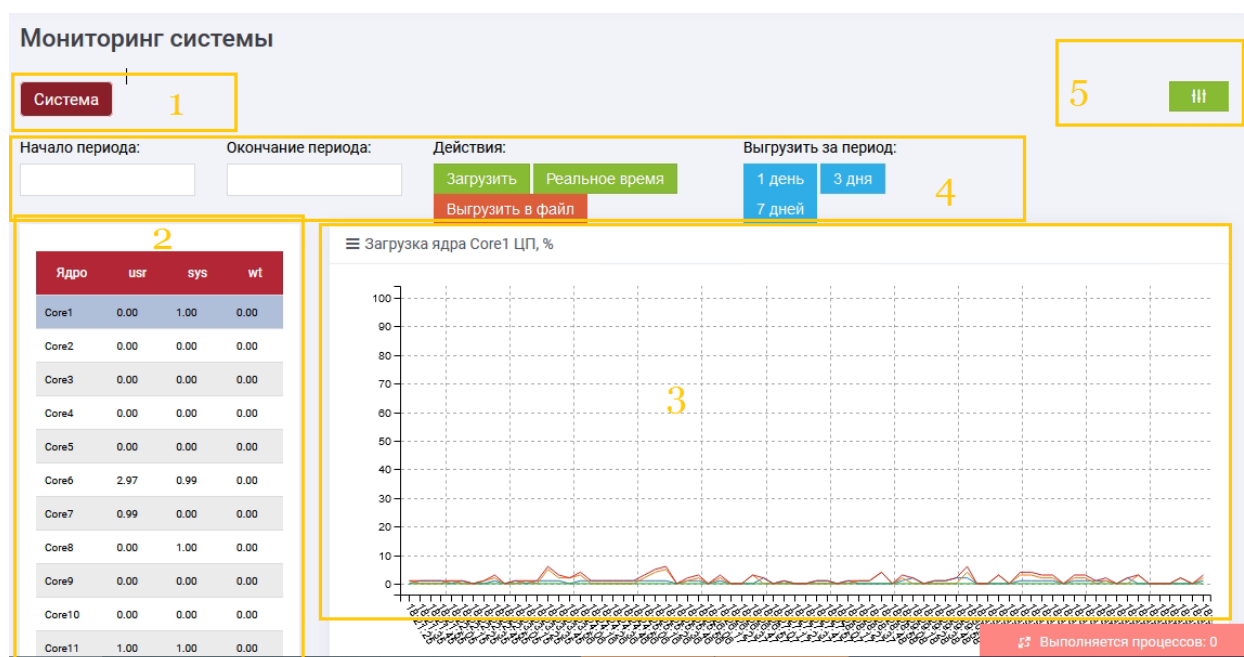 Мониторинг системы
Система
1
5
Начало периода:
Окончание периода:
Действия:
Выгрузить за период:
Загрузить
Реальное время
1 день
3 дня
Выгрузить в файл
7 дней
4
2
Ядро usr sys wt
Core1 0.00 1.00 0.00
Core2 0.00 0.00 0.00
Core3 0.00 0.00 0.00
Core4 0.00 0.00 0.00
Core5 0.00 0.00 0.00
Core6 2.97 0.99 0.00
Core7 0.99 0.00 0.00
Core8 0.00 1.00 0.00
Core9 0.00 0.00 0.00
Core10 0.00 0.00 0.00
Core11 1.00 1.00 0.00
Загрузка ядра Core1 ЦП, %
100
90
80
70
60
50
40
30
20
10
0
3
Выполняется процессов: 0